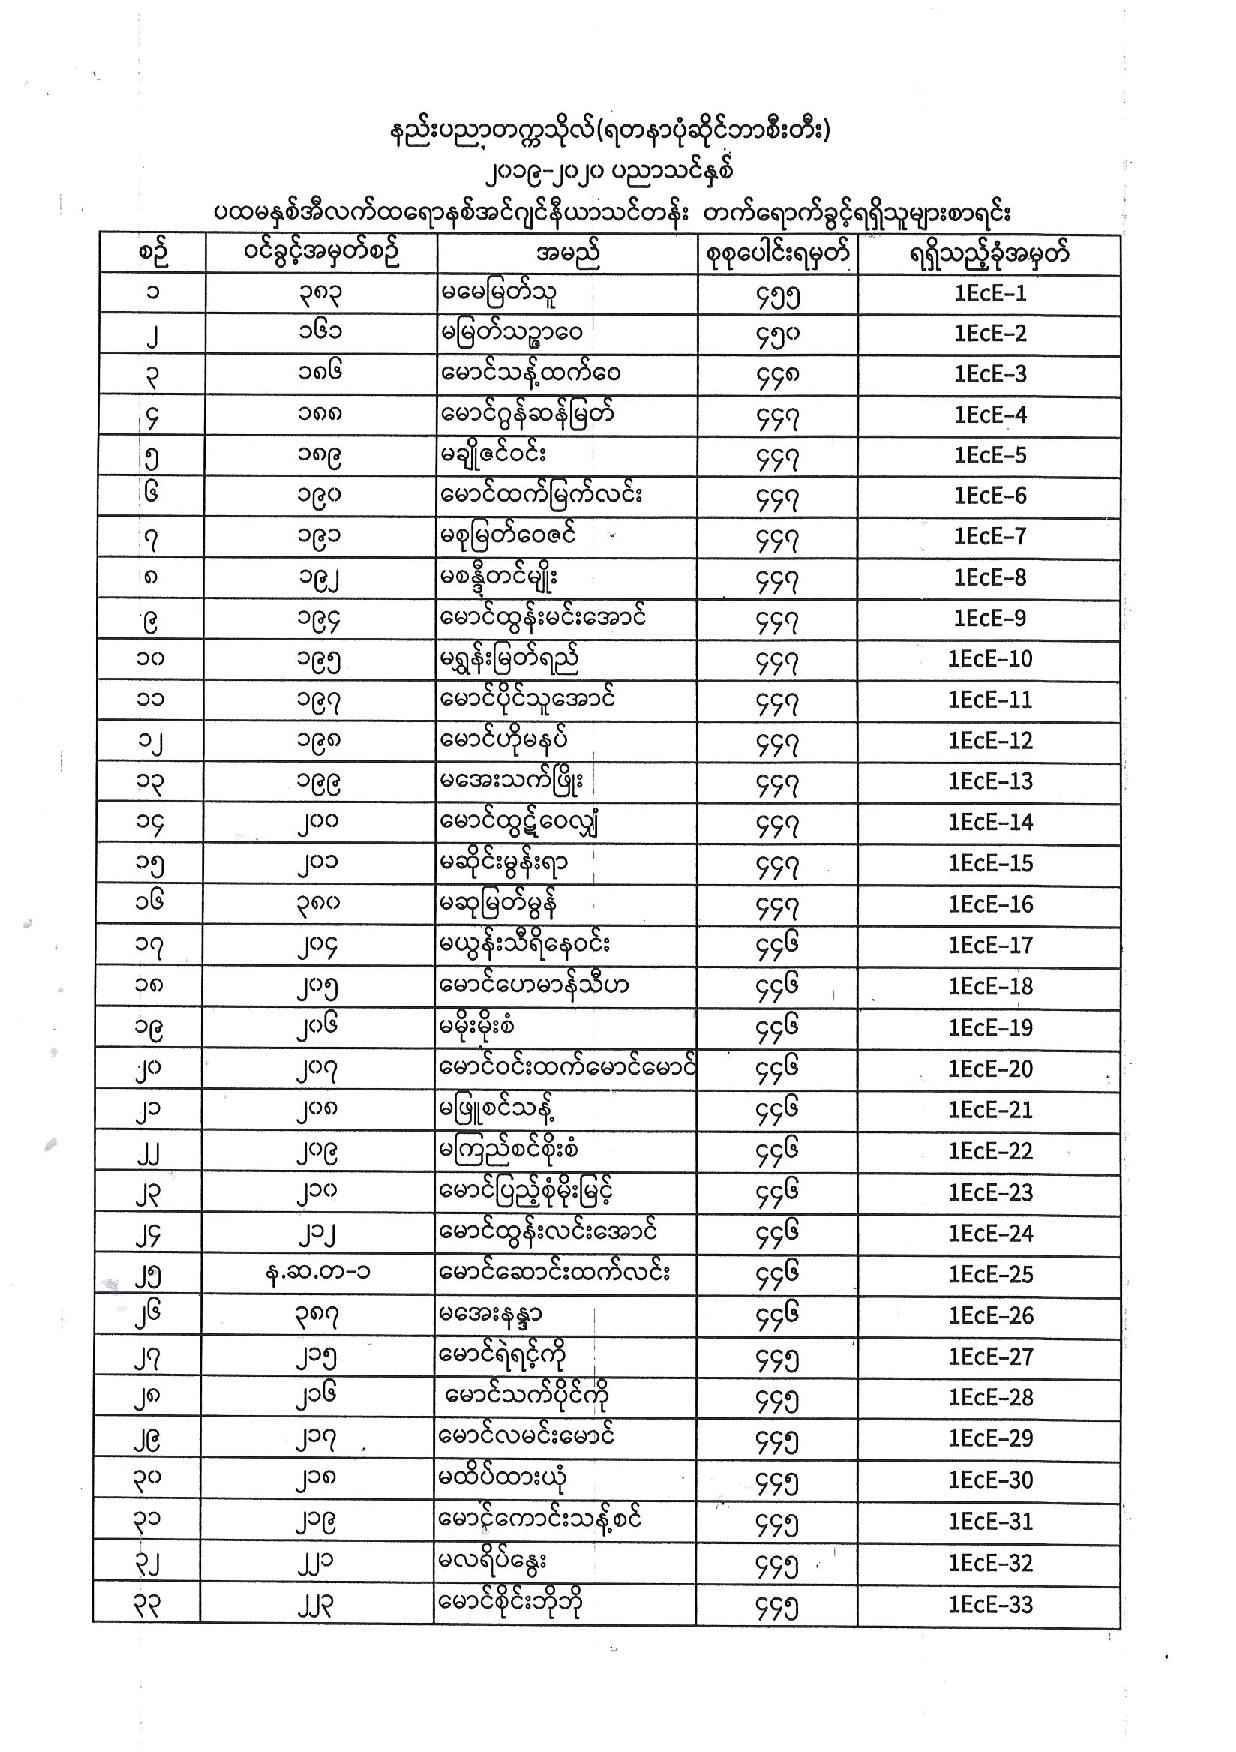 နည်းပညာတက္ကသိုလ်(ရတနာပုံဆိုင်ဘာစီးတီး)
၂၀၁၉-၂၀၂၀ ပညာသင်နှစ်
ပထမနှစ်အီလက်ထရောနစ်အင်ဂျင်နီယာသင်တန်း တက်ရောက်ခွင့်ရရှိသူများစာရင်း
စဉ် ဝင်ခွင့်အမှတ်စဉ် အမည် စုစုပေါင်းရမှတ် ရရှိသည့်ခုံအမှတ်
၁ ၃၈၃ မမေမြတ်သူ ၄၅၅ 1EcE-1
၂ ၁၆၁ မမြတ်သဥ္ဇာဝေ ၄၅၀ 1EcE-2
၃ ၁၈၆ မောင်သန့်ထက်ဝေ ၄၄၈ 1EcE-3
၄ ၁၈၈ မောင်ဂွန်ဆန်မြတ် ၄၄၇ 1EcE-4
၅ ၁၈၉ မချိုဇင်ဝင်း ၄၄၇ 1EcE-5
၆ ၁၉၀ မောင်ထက်မြက်လင်း ၄၄၇ 1EcE-6
၇ ၁၉၁ မစုမြတ်ဝေဇင် ၄၄၇ 1EcE-7
၈ ၁၉၂ မစန္ဒီတင်မျိုး ၄၄၇ 1EcE-8
၉ ၁၉၄ မောင်ထွန်းမင်းအောင် ၄၄၇ 1EcE-9
၁၀ ၁၉၅ မရွှန်းမြတ်ရည် ၄၄၇ 1EcE-10
၁၁ ၁၉၇ မောင်ပိုင်သူအောင် ၄၄၇ 1EcE-11
၁၂ ၁၉၈ မောင်ဟိုမနပ် ၄၄၇ 1EcE-12
၁၃ ၁၉၉ မအေးသက်ဖြိုး ၄၄၇ 1EcE-13
၁၄ ၂၀၀ မောင်ထွဋ်ဝေလျှံ ၄၄၇ 1EcE-14
၁၅ ၂၀၁ မဆိုင်းမွန်းရာ ၄၄၇ 1EcE-15
၁၆ ၃၈၀ မဆုမြတ်မွန် ၄၄၇ 1EcE-16
၁၇ ၂၀၄ မယွန်းသီရိနေဝင်း ၄၄၆ 1EcE-17
၁၈ ၂၀၅ မောင်ဟေမာန်သီဟ ၄၄၆ 1EcE-18
၁၉ ၂၀၆ မမိုးမိုးစံ ၄၄၆ 1EcE-19
၂၀ ၂၀၇ မောင်ဝင်းထက်မောင်မောင် ၄၄၆ 1EcE-20
၂၁ ၂၀၈ မဖြူစင်သန့် ၄၄၆ 1EcE-21
၂၂ ၂၀၉ မကြည်စင်စိုးစံ ၄၄၆ 1EcE-22
၂၃ ၂၁၀ မောင်ပြည့်စုံမိုးမြင့် ၄၄၆ 1EcE-23
၂၄ ၂၁၂ မောင်ထွန်းလင်းအောင် ၄၄၆ 1EcE-24
၂၅ န.ဆ.တ-၁ မောင်ဆောင်းထက်လင်း ၄၄၆ 1EcE-25
၂၆ ၃၈၇ မအေးနန္ဒာ ၄၄၆ 1EcE-26
၂၇ ၂၁၅ မောင်ရဲရင့်ကို ၄၄၅ 1EcE-27
၂၈ ၂၁၆ မောင်သက်ပိုင်ကို ၄၄၅ 1EcE-28
၂၉ ၂၁၇ မောင်လမင်းမောင် ၄၄၅ 1EcE-29
၃၀ ၂၁၈ မထိပ်ထားယုံ ၄၄၅ 1EcE-30
၃၁ ၂၁၉ မောင်ကောင်းသန့်စင် ၄၄၅ 1EcE-31
၃၂ ၂၂၁ မလရိပ်နွေး ၄၄၅ 1EcE-32
၃၃ ၂၂၃ မောင်စိုင်းဘိုဘို ၄၄၅ 1EcE-33